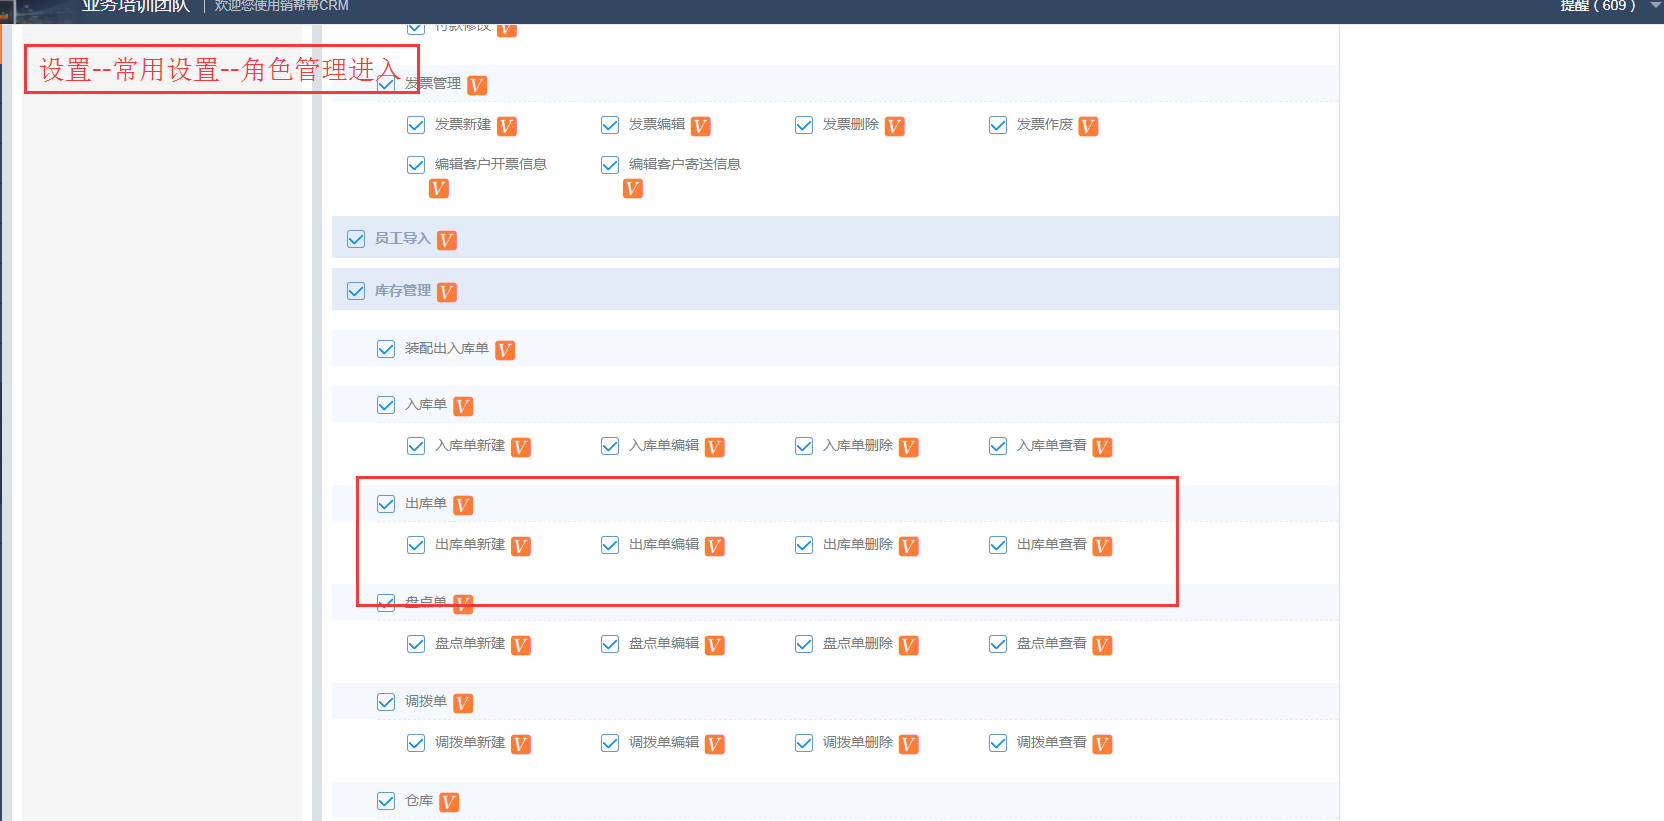 业务培训团队 欢迎您使用销帮帮CRM 提醒(609)
付款修改 V
设置--常用设置--角色管理进入
发票管理 V
发票新建 V 发票编辑 V 发票删除 V 发票作废 V
编辑客户开票信息 V 编辑客户寄送信息 V
员工导入 V
库存管理 V
装配出入库单 V
入库单 V
入库单新建 V 入库单编辑 V 入库单删除 V 入库单查看 V
出库单 V
出库单新建 V 出库单编辑 V 出库单删除 V 出库单查看 V
盘点单 V
盘点单新建 V 盘点单编辑 V 盘点单删除 V 盘点单查看 V
调拨单 V
调拨单新建 V 调拨单编辑 V 调拨单删除 V 调拨单查看 V
仓库 V